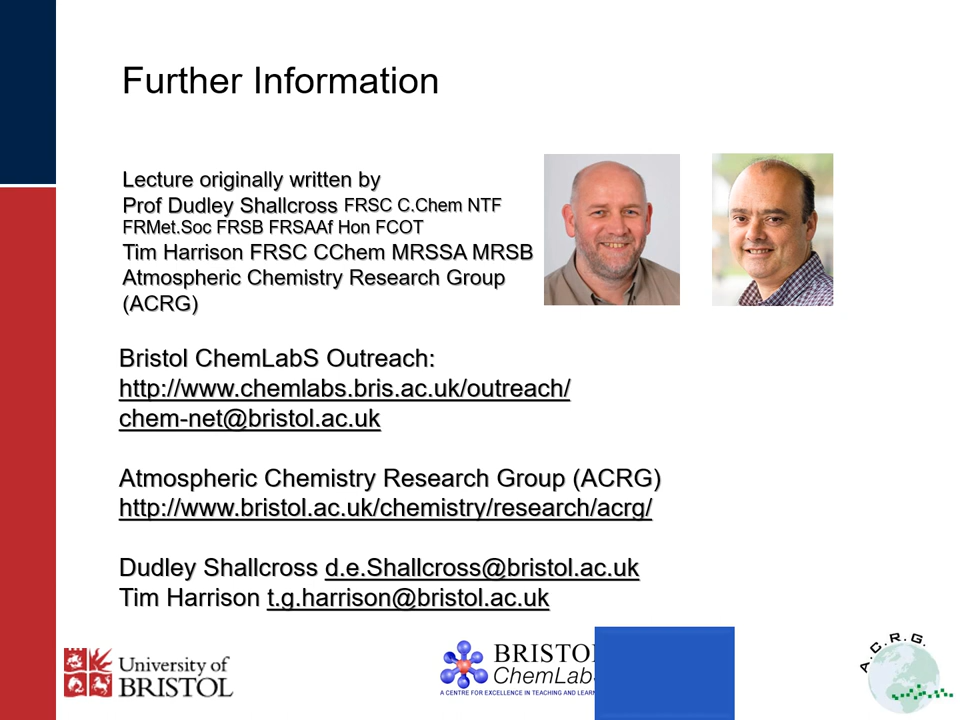 Further Information
Lecture originally written by
Prof Dudley Shallcross FRSC C.Chem NTF
FRMet.Soc FRSB FRSAAf Hon FCOT
Tim Harrison FRSC CChem MRSSA MRSB
Atmospheric Chemistry Research Group
(ACRG)
Bristol ChemLabS Outreach:
http://www.chemlabs.bris.ac.uk/outreach/
chem-net@bristol.ac.uk
Atmospheric Chemistry Research Group (ACRG)
http://www.bristol.ac.uk/chemistry/research/acrg/
Dudley Shallcross d.e.Shallcross@bristol.ac.uk
Tim Harrison t.g.harrison@bristol.ac.uk
University of
BRISTOL
BRISTOL
ChemLab
A CENTRE FOR EXCELLENCE IN TEACHING AND LEARN
A.C.R.G.